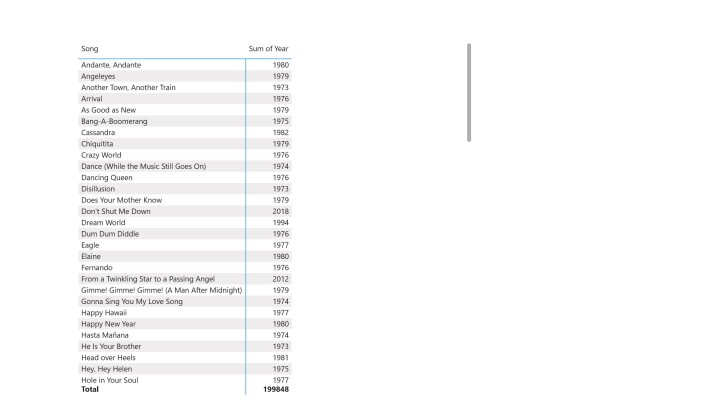 Song Sum of Year
Andante, Andante 1980
Angeleyes 1979
Another Town, Another Train 1973
Arrival 1976
As Good as New 1979
Bang-A-Boomerang 1975
Cassandra 1982
Chiquitita 1979
Crazy World 1976
Dance (While the Music Still Goes On) 1974
Dancing Queen 1976
Disillusion 1973
Does Your Mother Know 1979
Don't Shut Me Down 2018
Dream World 1994
Dum Dum Diddle 1976
Eagle 1977
Elaine 1980
Fernando 1976
From a Twinkling Star to a Passing Angel 2012
Gimme! Gimme! Gimme! (A Man After Midnight) 1979
Gonna Sing You My Love Song 1974
Happy Hawaii 1977
Happy New Year 1980
Hasta Mañana 1974
He Is Your Brother 1973
Head over Heels 1981
Hey, Hey Helen 1975
Hole in Your Soul 1977
Total 199848